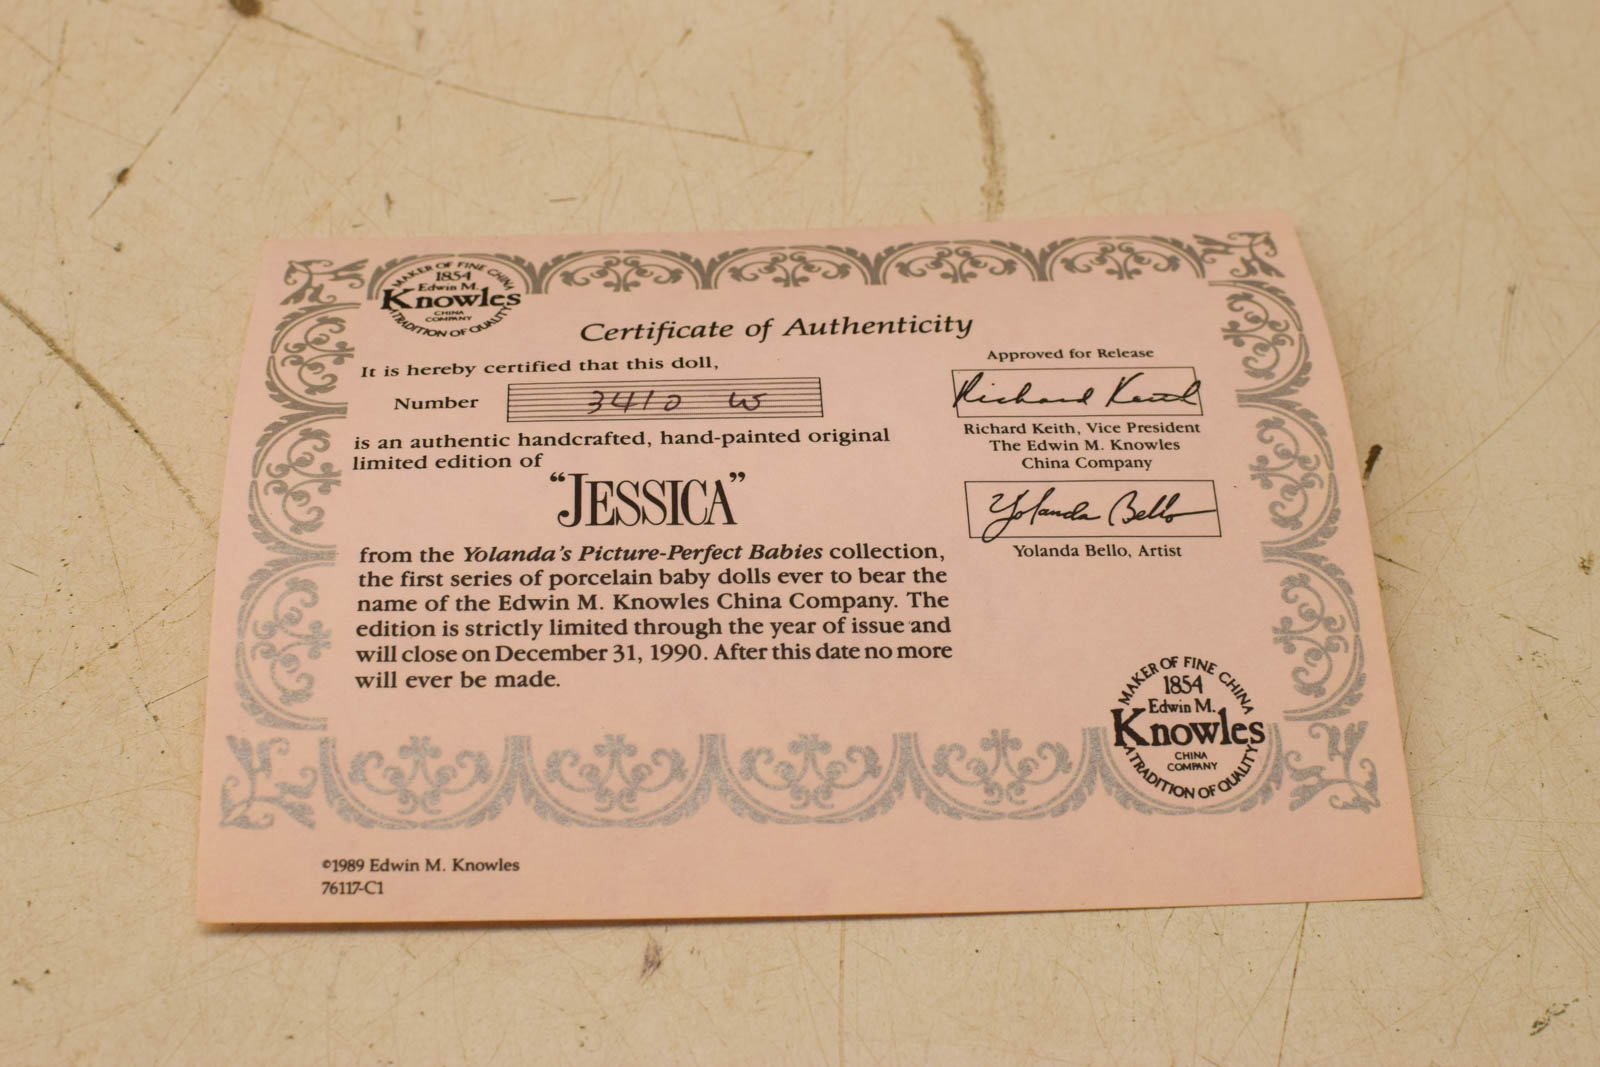 MAKER OF FINE CHINA
1854
Edwin M.
Knowles
CHINA
COMPANY
A TRADITION OF QUALITY
Certificate of Authenticity
It is hereby certified that this doll,
Number 3410 W
is an authentic handcrafted, hand-painted original
limited edition of
“JESSICA”
from the Yolanda's Picture-Perfect Babies collection,
the first series of porcelain baby dolls ever to bear the
name of the Edwin M. Knowles China Company. The
edition is strictly limited through the year of issue and
will close on December 31, 1990. After this date no more
will ever be made.
Approved for Release
Richard Keith
Richard Keith, Vice President
The Edwin M. Knowles
China Company
Yolanda Bello
Yolanda Bello, Artist
MAKER OF FINE CHINA
1854
Edwin M.
Knowles
CHINA
COMPANY
A TRADITION OF QUALITY
©1989 Edwin M. Knowles
76117-C1